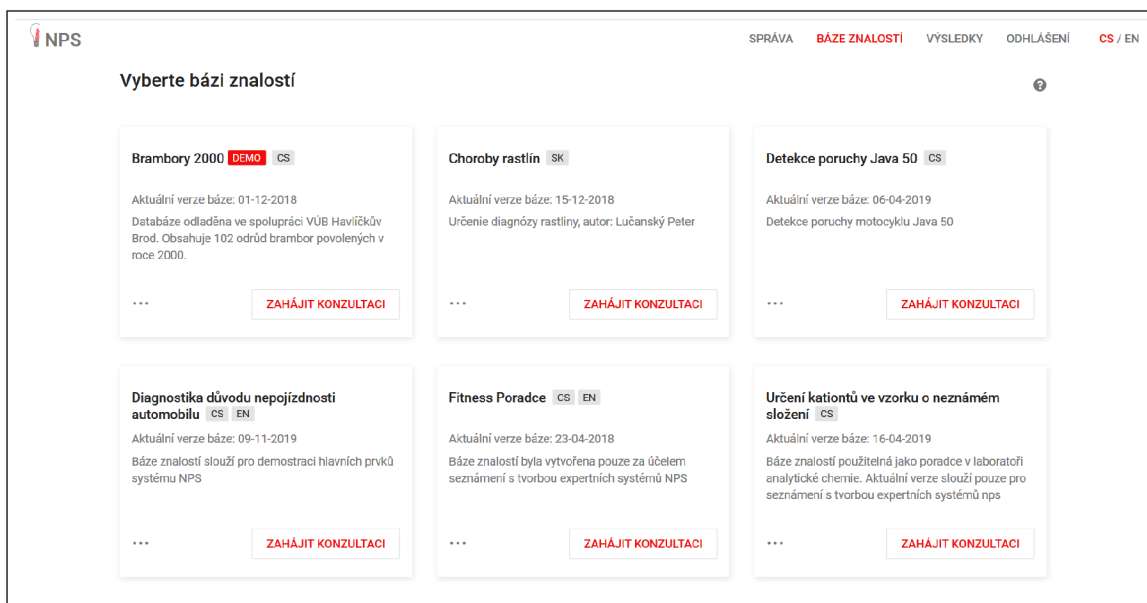 NPS
SPRÁVA BÁZE ZNALOSTÍ VÝSLEDKY ODHLÁŠENÍ CS / EN
Vyberte bázi znalostí
?
Brambory 2000 DEMO CS
Aktuální verze báze: 01-12-2018
Databáze odladěna ve spolupráci VÚB Havlíčkův
Brod. Obsahuje 102 odrůd brambor povolených v
roce 2000.
... ZAHÁJIT KONZULTACI
Choroby rastlín SK
Aktuální verze báze: 15-12-2018
Určenie diagnózy rastliny, autor: Lučanský Peter
... ZAHÁJIT KONZULTACI
Detekce poruchy Java 50 CS
Aktuální verze báze: 06-04-2019
Detekce poruchy motocyklu Java 50
... ZAHÁJIT KONZULTACI
Diagnostika důvodu nepojízdnosti
automobilu CS EN
Aktuální verze báze: 09-11-2019
Báze znalostí slouží pro demostraci hlavních prvků
systému NPS
... ZAHÁJIT KONZULTACI
Fitness Poradce CS EN
Aktuální verze báze: 23-04-2018
Báze znalostí byla vytvořena pouze za účelem
seznámení s tvorbou expertních systémů NPS
... ZAHÁJIT KONZULTACI
Určení kationtů ve vzorku o neznámém
složení CS
Aktuální verze báze: 16-04-2019
Báze znalostí použitelná jako poradce v laboratoři
analytické chemie. Aktuální verze slouží pouze pro
seznámení s tvorbou expertních systémů nps
... ZAHÁJIT KONZULTACI